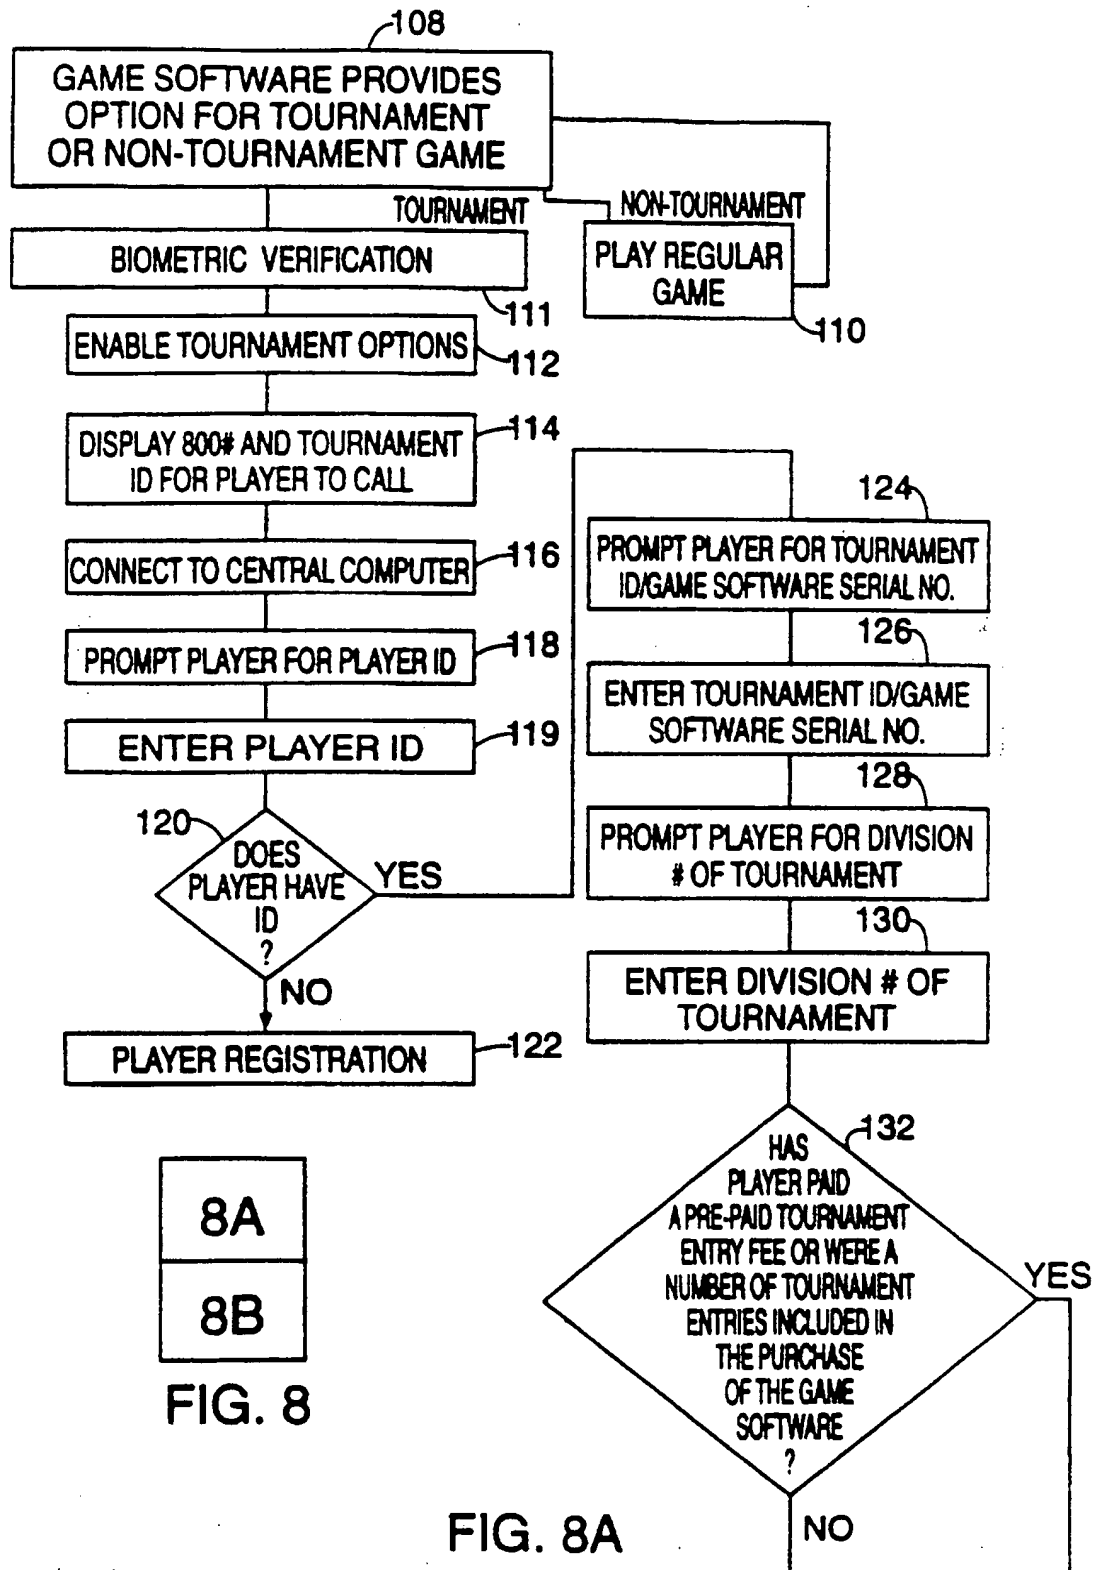 108
GAME SOFTWARE PROVIDES
OPTION FOR TOURNAMENT
OR NON-TOURNAMENT GAME
TOURNAMENT
NON-TOURNAMENT
BIOMETRIC VERIFICATION
111
PLAY REGULAR
GAME
110
ENABLE TOURNAMENT OPTIONS
112
DISPLAY 800# AND TOURNAMENT
ID FOR PLAYER TO CALL
114
CONNECT TO CENTRAL COMPUTER
116
PROMPT PLAYER FOR PLAYER ID
118
ENTER PLAYER ID
119
120
DOES
PLAYER HAVE
ID
?
YES
NO
PLAYER REGISTRATION
122
124
PROMPT PLAYER FOR TOURNAMENT
ID/GAME SOFTWARE SERIAL NO.
126
ENTER TOURNAMENT ID/GAME
SOFTWARE SERIAL NO.
128
PROMPT PLAYER FOR DIVISION
# OF TOURNAMENT
130
ENTER DIVISION # OF
TOURNAMENT
132
HAS
PLAYER PAID
A PRE-PAID TOURNAMENT
ENTRY FEE OR WERE A
NUMBER OF TOURNAMENT
ENTRIES INCLUDED IN
THE PURCHASE
OF THE GAME
SOFTWARE
?
YES
NO
8A
8B
FIG. 8
FIG. 8A